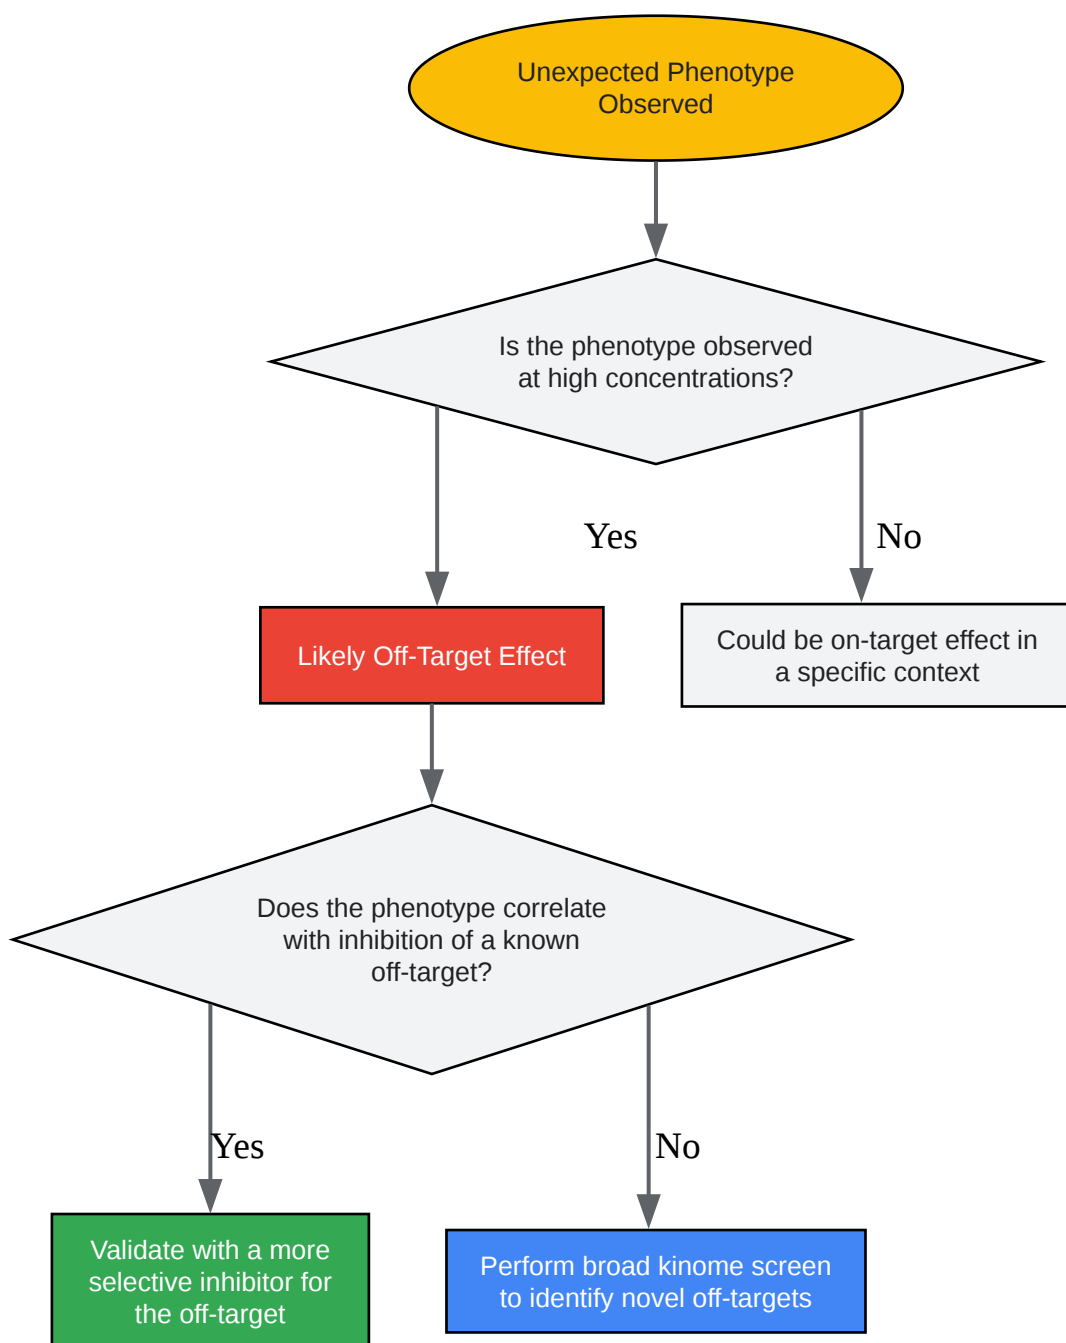 Unexpected Phenotype
Observed
Is the phenotype observed
at high concentrations?
Yes
No
Likely Off-Target Effect
Could be on-target effect in
a specific context
Does the phenotype correlate
with inhibition of a known
off-target?
Yes
No
Validate with a more
selective inhibitor for
the off-target
Perform broad kinome screen
to identify novel off-targets